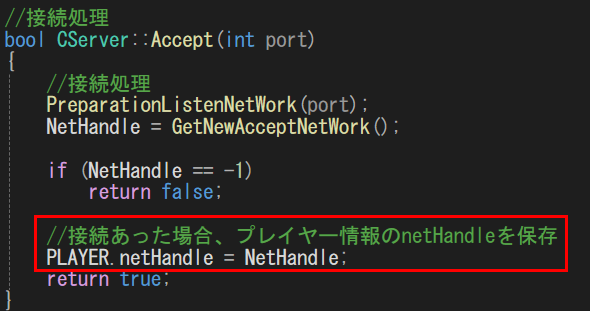 //接続処理
bool CServer::Accept(int port)
{
//接続処理
PreparationListenNetWork(port);
NetHandle = GetNewAcceptNetWork();
if (NetHandle == -1)
return false;
//接続あった場合、プレイヤー情報のnetHandleを保存
PLAYER.netHandle = NetHandle;
return true;
}